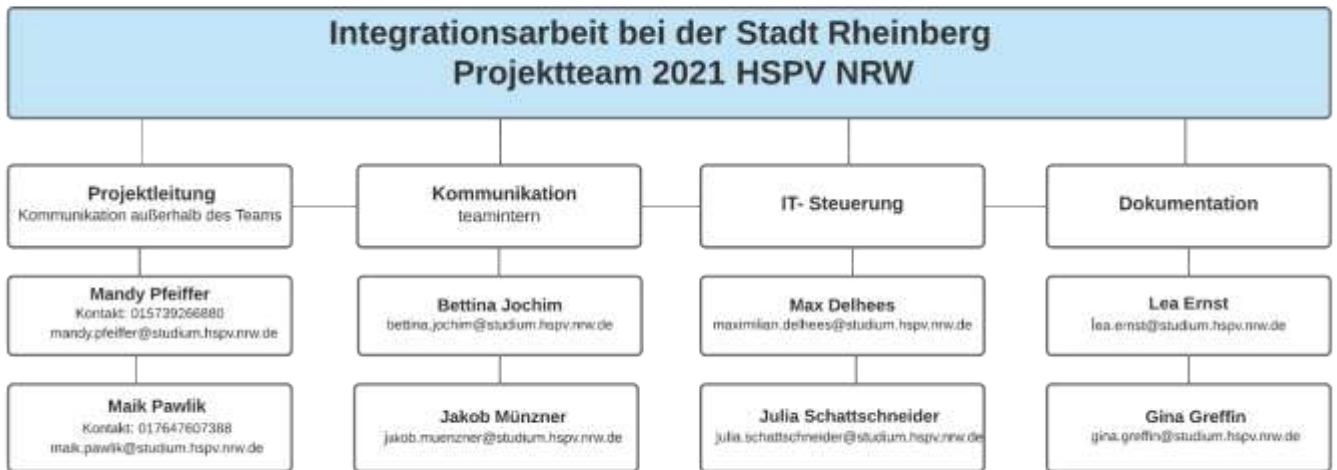 Integrationsarbeit bei der Stadt Rheinberg
Projektteam 2021 HSPV NRW
Projektleitung
Kommunikation außerhalb des Teams
Kommunikation
teamintern
IT- Steuerung
Dokumentation
Mandy Pfeiffer
Kontakt: 015739266880
mandy.pfeiffer@studium.hspv.nrw.de
Bettina Jochim
bettina.jochim@studium.hspv.nrw.de
Max Delhees
maximilian.delhees@studium.hspv.nrw.de
Lea Ernst
lea.ernst@studium.hspv.nrw.de
Maik Pawlik
Kontakt: 017647607388
maik.pawlik@studium.hspv.nrw.de
Jakob Münzner
jakob.muenzner@studium.hspv.nrw.de
Julia Schattschneider
julia.schattschneider@studium.hspv.nrw.de
Gina Greffin
gina.greffin@studium.hspv.nrw.de